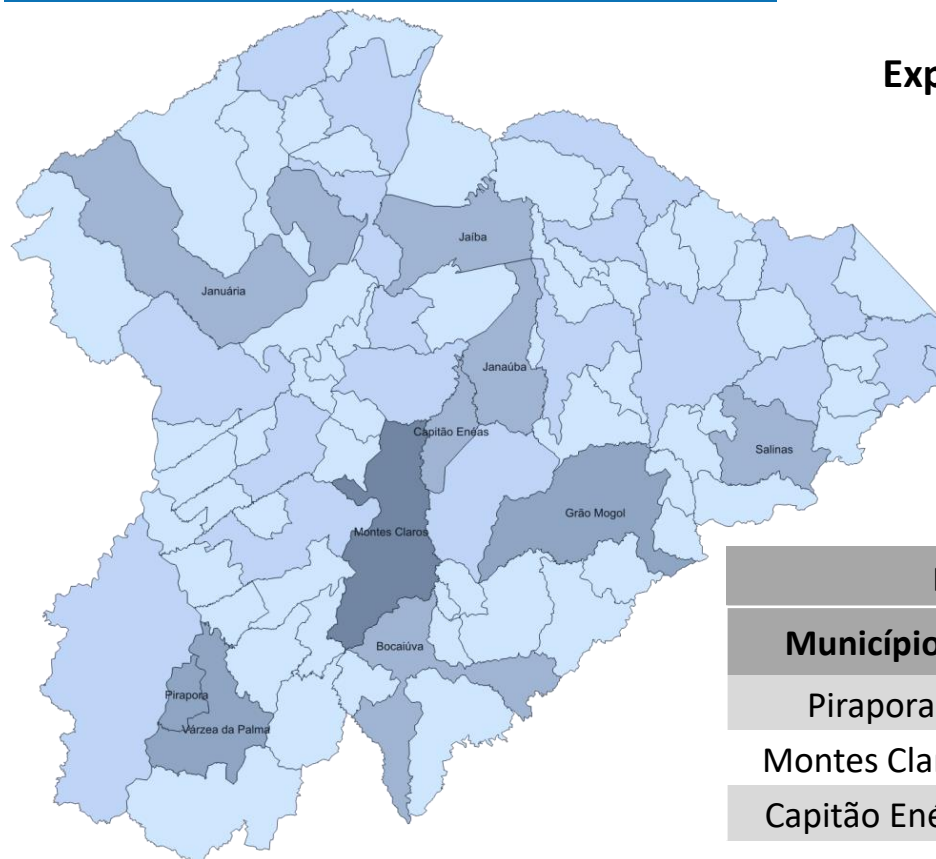 Exp
Jaíba
Januária
Janaúba
Capitão Enéas
Salinas
Grão Mogol
Montes Claros
Bocaiúva
Pirapora
Várzea da Palma
Município
Pirapora
Montes Clar
Capitão Ené